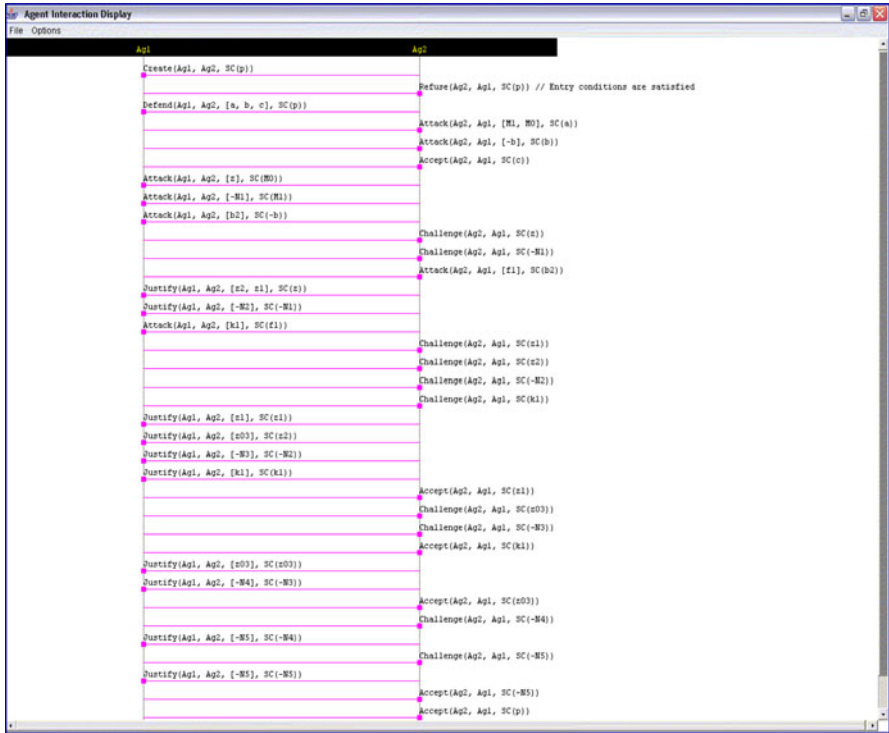 Agent Interaction Display
File Options
Ag1 Ag2
Create(Ag1, Ag2, SC(p))
Refuse(Ag2, Ag1, SC(p)) // Entry conditions are satisfied
Defend(Ag1, Ag2, [a, b, c], SC(p))
Attack(Ag2, Ag1, [M1, M0], SC(a))
Attack(Ag2, Ag1, [-b], SC(b))
Accept(Ag2, Ag1, SC(c))
Attack(Ag1, Ag2, [z], SC(M0))
Attack(Ag1, Ag2, [-N1], SC(M1))
Attack(Ag1, Ag2, [b2], SC(-b))
Challenge(Ag2, Ag1, SC(z))
Challenge(Ag2, Ag1, SC(-N1))
Attack(Ag2, Ag1, [f1], SC(b2))
Justify(Ag1, Ag2, [z2, z1], SC(z))
Justify(Ag1, Ag2, [-N2], SC(-N1))
Attack(Ag1, Ag2, [k1], SC(f1))
Challenge(Ag2, Ag1, SC(z1))
Challenge(Ag2, Ag1, SC(z2))
Challenge(Ag2, Ag1, SC(-N2))
Challenge(Ag2, Ag1, SC(k1))
Justify(Ag1, Ag2, [z1], SC(z1))
Justify(Ag1, Ag2, [z03], SC(z2))
Justify(Ag1, Ag2, [-N3], SC(-N2))
Justify(Ag1, Ag2, [k1], SC(k1))
Accept(Ag2, Ag1, SC(z1))
Challenge(Ag2, Ag1, SC(z03))
Challenge(Ag2, Ag1, SC(-N3))
Accept(Ag2, Ag1, SC(k1))
Justify(Ag1, Ag2, [z03], SC(z03))
Justify(Ag1, Ag2, [-N4], SC(-N3))
Accept(Ag2, Ag1, SC(z03))
Challenge(Ag2, Ag1, SC(-N4))
Justify(Ag1, Ag2, [-N5], SC(-N4))
Challenge(Ag2, Ag1, SC(-N5))
Justify(Ag1, Ag2, [-N5], SC(-N5))
Accept(Ag2, Ag1, SC(-N5))
Accept(Ag2, Ag1, SC(p))